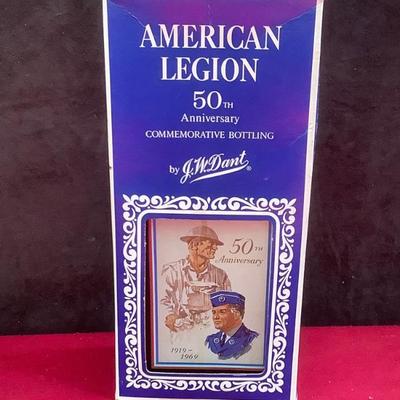 AMERICAN
LEGION
50TH
Anniversary
COMMEMORATIVE BOTTLING
by J.W. Dant®
50TH
Anniversary
1919-
1969